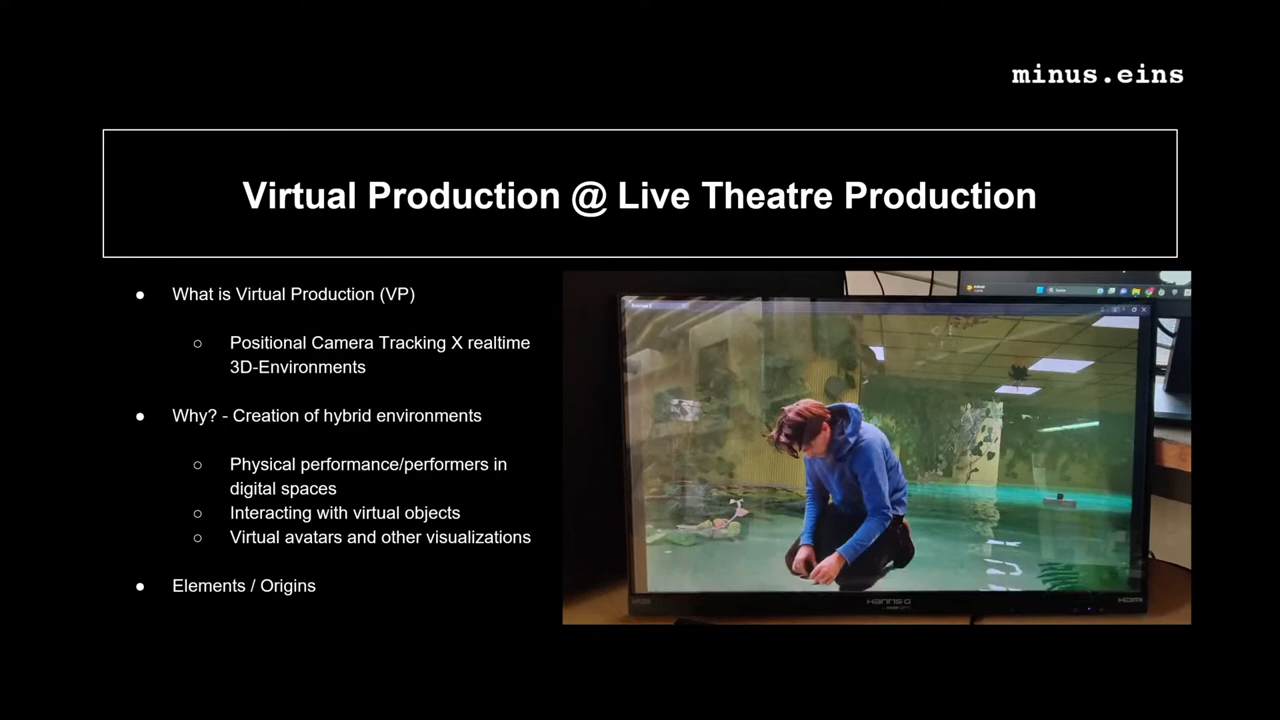 minus.eins
Virtual Production @ Live Theatre Production
● What is Virtual Production (VP)
○ Positional Camera Tracking X realtime
3D-Environments
● Why? - Creation of hybrid environments
○ Physical performance/performers in
digital spaces
○ Interacting with virtual objects
○ Virtual avatars and other visualizations
● Elements / Origins
HANNS-G
HDMI